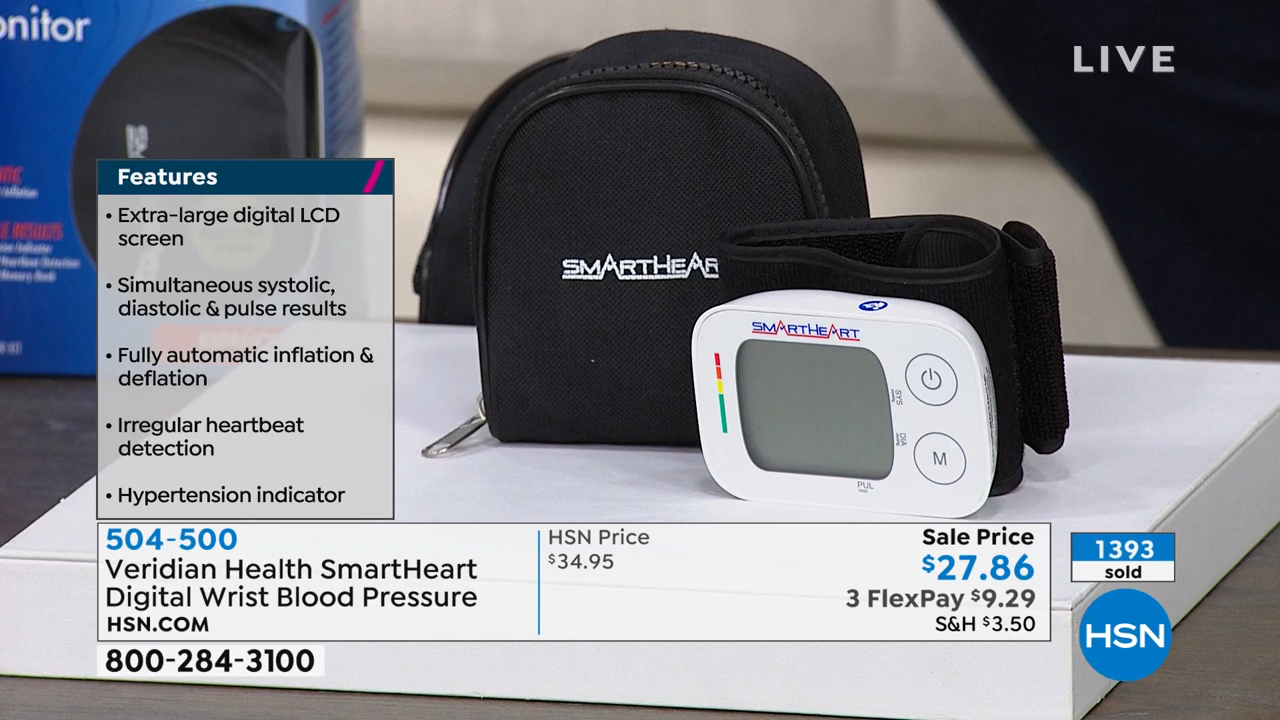 onitor
LIVE
Features
• Extra-large digital LCD
screen
• Simultaneous systolic,
diastolic & pulse results
• Fully automatic inflation &
deflation
• Irregular heartbeat
detection
• Hypertension indicator
SMARTHEAR
SMARTHEART
SYS
DIA
M
PUL
504-500
Veridian Health SmartHeart
Digital Wrist Blood Pressure
HSN.COM
HSN Price
$34.95
Sale Price
$27.86
3 FlexPay $9.29
S&H $3.50
1393
sold
HSN
800-284-3100